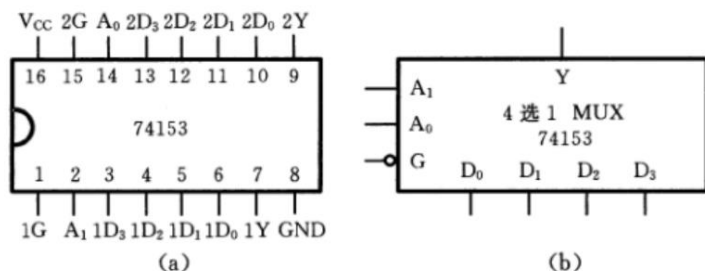 V_CC 2G A₀ 2D₃ 2D₂ 2D₁ 2D₀ 2Y
16 15 14 13 12 11 10 9
74153
1 2 3 4 5 6 7 8
1G A₁ 1D₃ 1D₂ 1D₁ 1D₀ 1Y GND
(a)
Y
A₁
4 选 1 MUX
A₀
74153
G
D₀ D₁ D₂ D₃
(b)